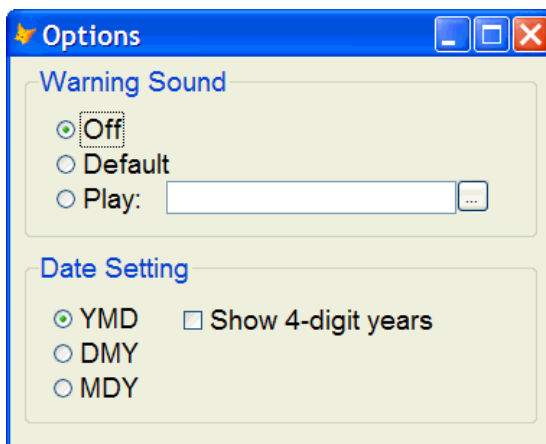 Options
Warning Sound
Off
Default
Play: ...
Date Setting
YMD Show 4-digit years
DMY
MDY